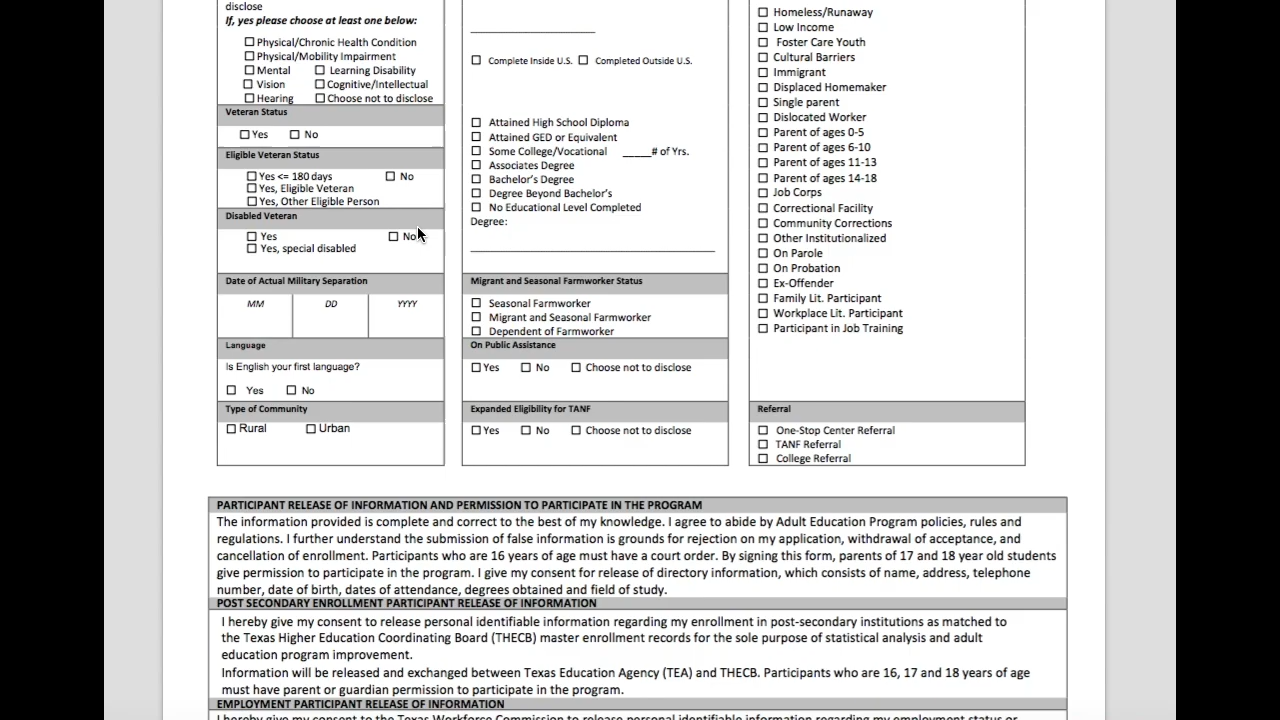 disclose
If, yes please choose at least one below:
Physical/Chronic Health Condition
Physical/Mobility Impairment
Mental Learning Disability
Vision Cognitive/Intellectual
Hearing Choose not to disclose
Veteran Status
Yes No
Eligible Veteran Status
Yes <= 180 days No
Yes, Eligible Veteran
Yes, Other Eligible Person
Disabled Veteran
Yes No
Yes, special disabled
Date of Actual Military Separation
MM DD YYYY
Language
Is English your first language?
Yes No
Type of Community
Rural Urban
Complete Inside U.S. Completed Outside U.S.
Attained High School Diploma
Attained GED or Equivalent
Some College/Vocational _____# of Yrs.
Associates Degree
Bachelor's Degree
Degree Beyond Bachelor's
No Educational Level Completed
Degree:
Migrant and Seasonal Farmworker Status
Seasonal Farmworker
Migrant and Seasonal Farmworker
Dependent of Farmworker
On Public Assistance
Yes No Choose not to disclose
Expanded Eligibility for TANF
Yes No Choose not to disclose
Homeless/Runaway
Low Income
Foster Care Youth
Cultural Barriers
Immigrant
Displaced Homemaker
Single parent
Dislocated Worker
Parent of ages 0-5
Parent of ages 6-10
Parent of ages 11-13
Parent of ages 14-18
Job Corps
Correctional Facility
Community Corrections
Other Institutionalized
On Parole
On Probation
Ex-Offender
Family Lit. Participant
Workplace Lit. Participant
Participant in Job Training
Referral
One-Stop Center Referral
TANF Referral
College Referral
PARTICIPANT RELEASE OF INFORMATION AND PERMISSION TO PARTICIPATE IN THE PROGRAM
The information provided is complete and correct to the best of my knowledge. I agree to abide by Adult Education Program policies, rules and
regulations. I further understand the submission of false information is grounds for rejection on my application, withdrawal of acceptance, and
cancellation of enrollment. Participants who are 16 years of age must have a court order. By signing this form, parents of 17 and 18 year old students
give permission to participate in the program. I give my consent for release of directory information, which consists of name, address, telephone
number, date of birth, dates of attendance, degrees obtained and field of study.
POST SECONDARY ENROLLMENT PARTICIPANT RELEASE OF INFORMATION
I hereby give my consent to release personal identifiable information regarding my enrollment in post-secondary institutions as matched to
the Texas Higher Education Coordinating Board (THECB) master enrollment records for the sole purpose of statistical analysis and adult
education program improvement.
Information will be released and exchanged between Texas Education Agency (TEA) and THECB. Participants who are 16, 17 and 18 years of age
must have parent or guardian permission to participate in the program.
EMPLOYMENT PARTICIPANT RELEASE OF INFORMATION
I hereby give my consent to the Texas Workforce Commission to release personal identifiable information regarding my employment status or